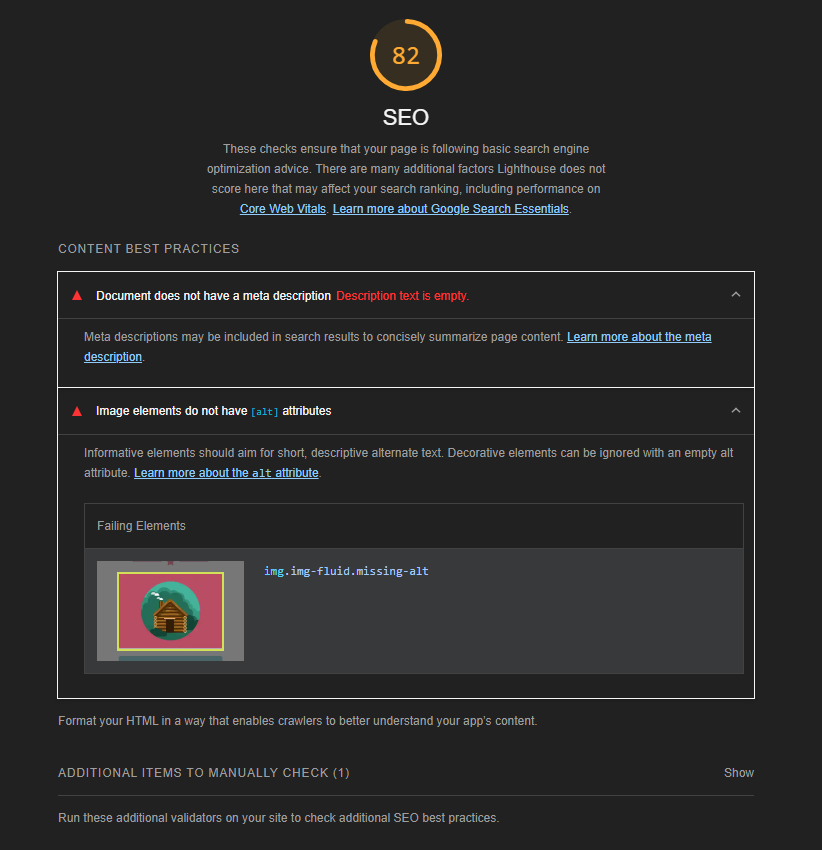 82
SEO
These checks ensure that your page is following basic search engine
optimization advice. There are many additional factors Lighthouse does not
score here that may affect your search ranking, including performance on
Core Web Vitals. Learn more about Google Search Essentials.
CONTENT BEST PRACTICES
Document does not have a meta description Description text is empty.
Meta descriptions may be included in search results to concisely summarize page content. Learn more about the meta
description.
Image elements do not have [alt] attributes
Informative elements should aim for short, descriptive alternate text. Decorative elements can be ignored with an empty alt
attribute. Learn more about the alt attribute.
Failing Elements
img.img-fluid.missing-alt
Format your HTML in a way that enables crawlers to better understand your app's content.
ADDITIONAL ITEMS TO MANUALLY CHECK (1) Show
Run these additional validators on your site to check additional SEO best practices.